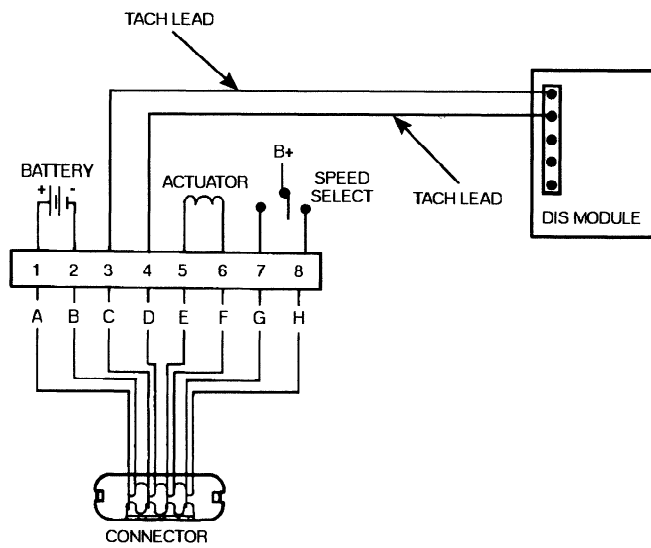 TACH LEAD
BATTERY
+ -
ACTUATOR
B+
SPEED
SELECT
TACH LEAD
DIS MODULE
1 2 3 4 5 6 7 8
A B C D E F G H
CONNECTOR